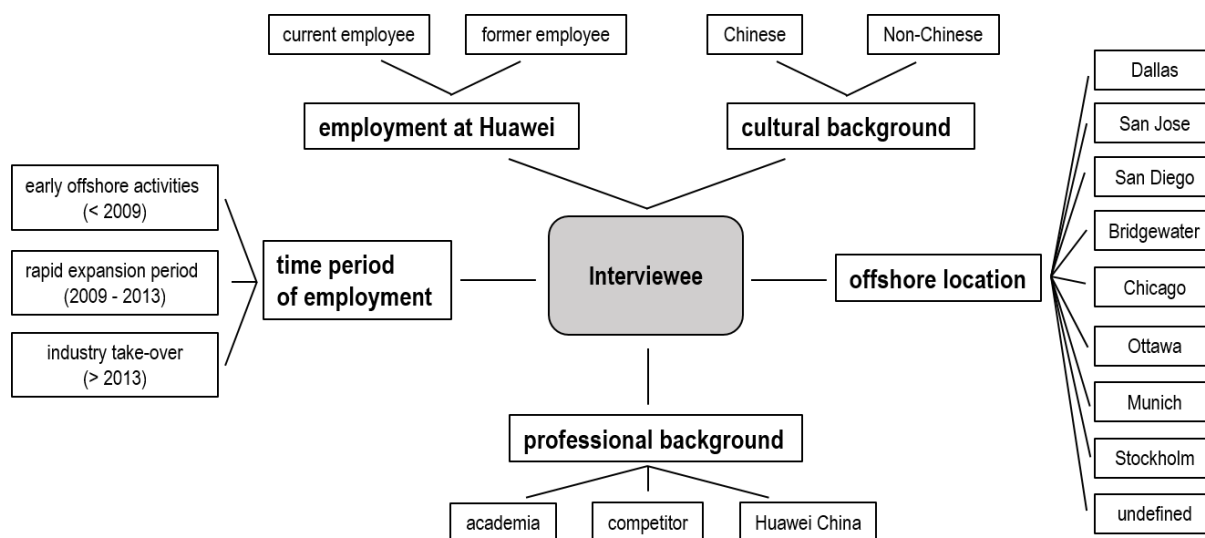 current employee
former employee
Chinese
Non-Chinese
employment at Huawei
cultural background
early offshore activities
(< 2009)
rapid expansion period
(2009 - 2013)
industry take-over
(> 2013)
time period
of employment
Interviewee
offshore location
Dallas
San Jose
San Diego
Bridgewater
Chicago
Ottawa
Munich
Stockholm
undefined
professional background
academia
competitor
Huawei China